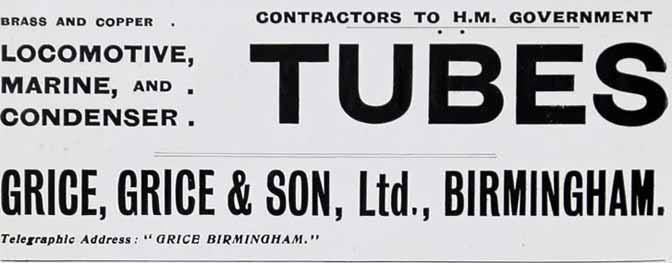 BRASS AND COPPER .
LOCOMOTIVE,
MARINE, AND .
CONDENSER .
CONTRACTORS TO H.M. GOVERNMENT
TUBES
GRICE, GRICE & SON, Ltd., BIRMINGHAM.
Telegraphic Address: "GRICE BIRMINGHAM."